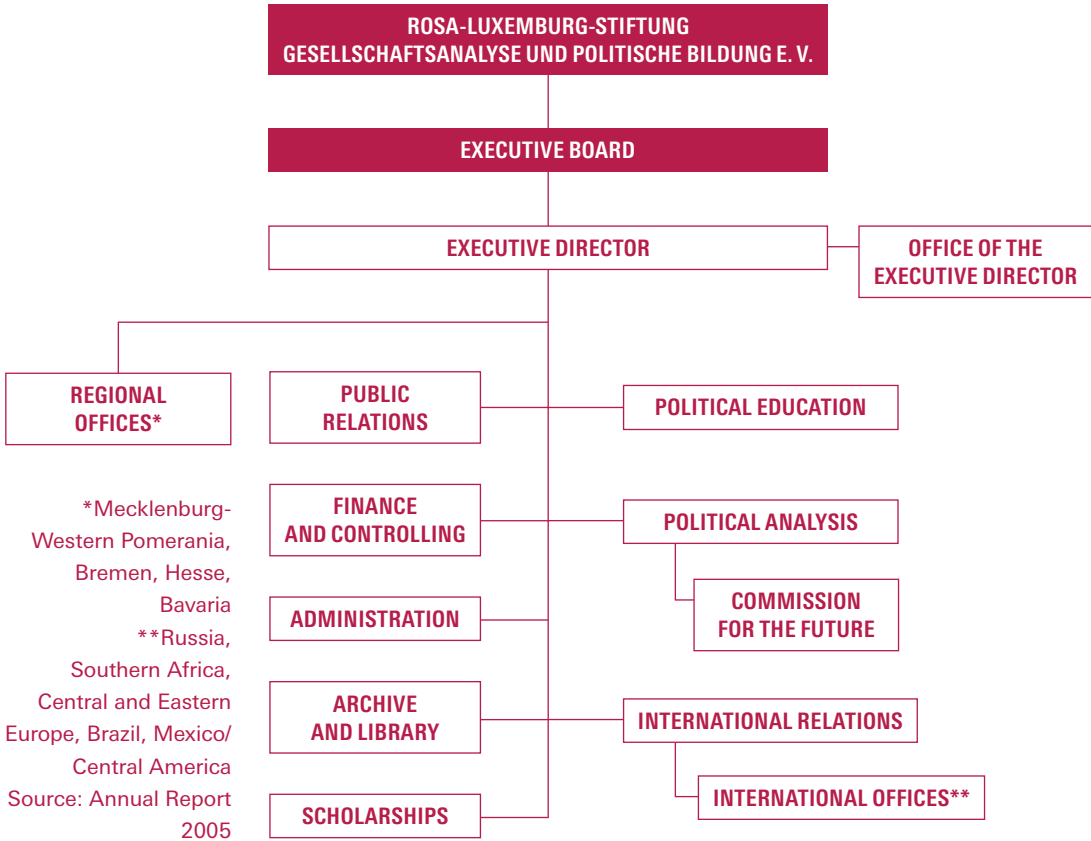 ROSA-LUXEMBURG-STIFTUNG
GESELLSCHAFTSANALYSE UND POLITISCHE BILDUNG E. V.
EXECUTIVE BOARD
EXECUTIVE DIRECTOR
OFFICE OF THE
EXECUTIVE DIRECTOR
REGIONAL
OFFICES*
PUBLIC
RELATIONS
POLITICAL EDUCATION
FINANCE
AND CONTROLLING
POLITICAL ANALYSIS
COMMISSION
FOR THE FUTURE
ADMINISTRATION
ARCHIVE
AND LIBRARY
INTERNATIONAL RELATIONS
INTERNATIONAL OFFICES**
SCHOLARSHIPS
*Mecklenburg-
Western Pomerania,
Bremen, Hesse,
Bavaria
**Russia,
Southern Africa,
Central and Eastern
Europe, Brazil, Mexico/
Central America
Source: Annual Report
2005